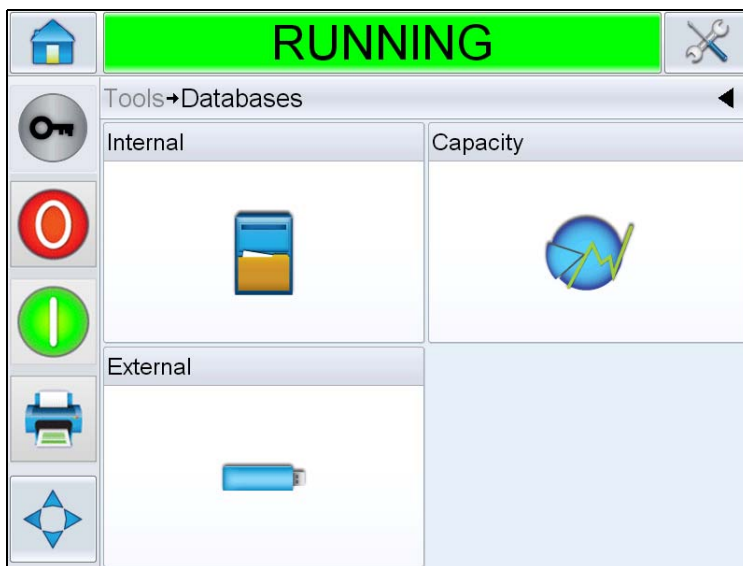 RUNNING
Tools→Databases
Internal
Capacity
External